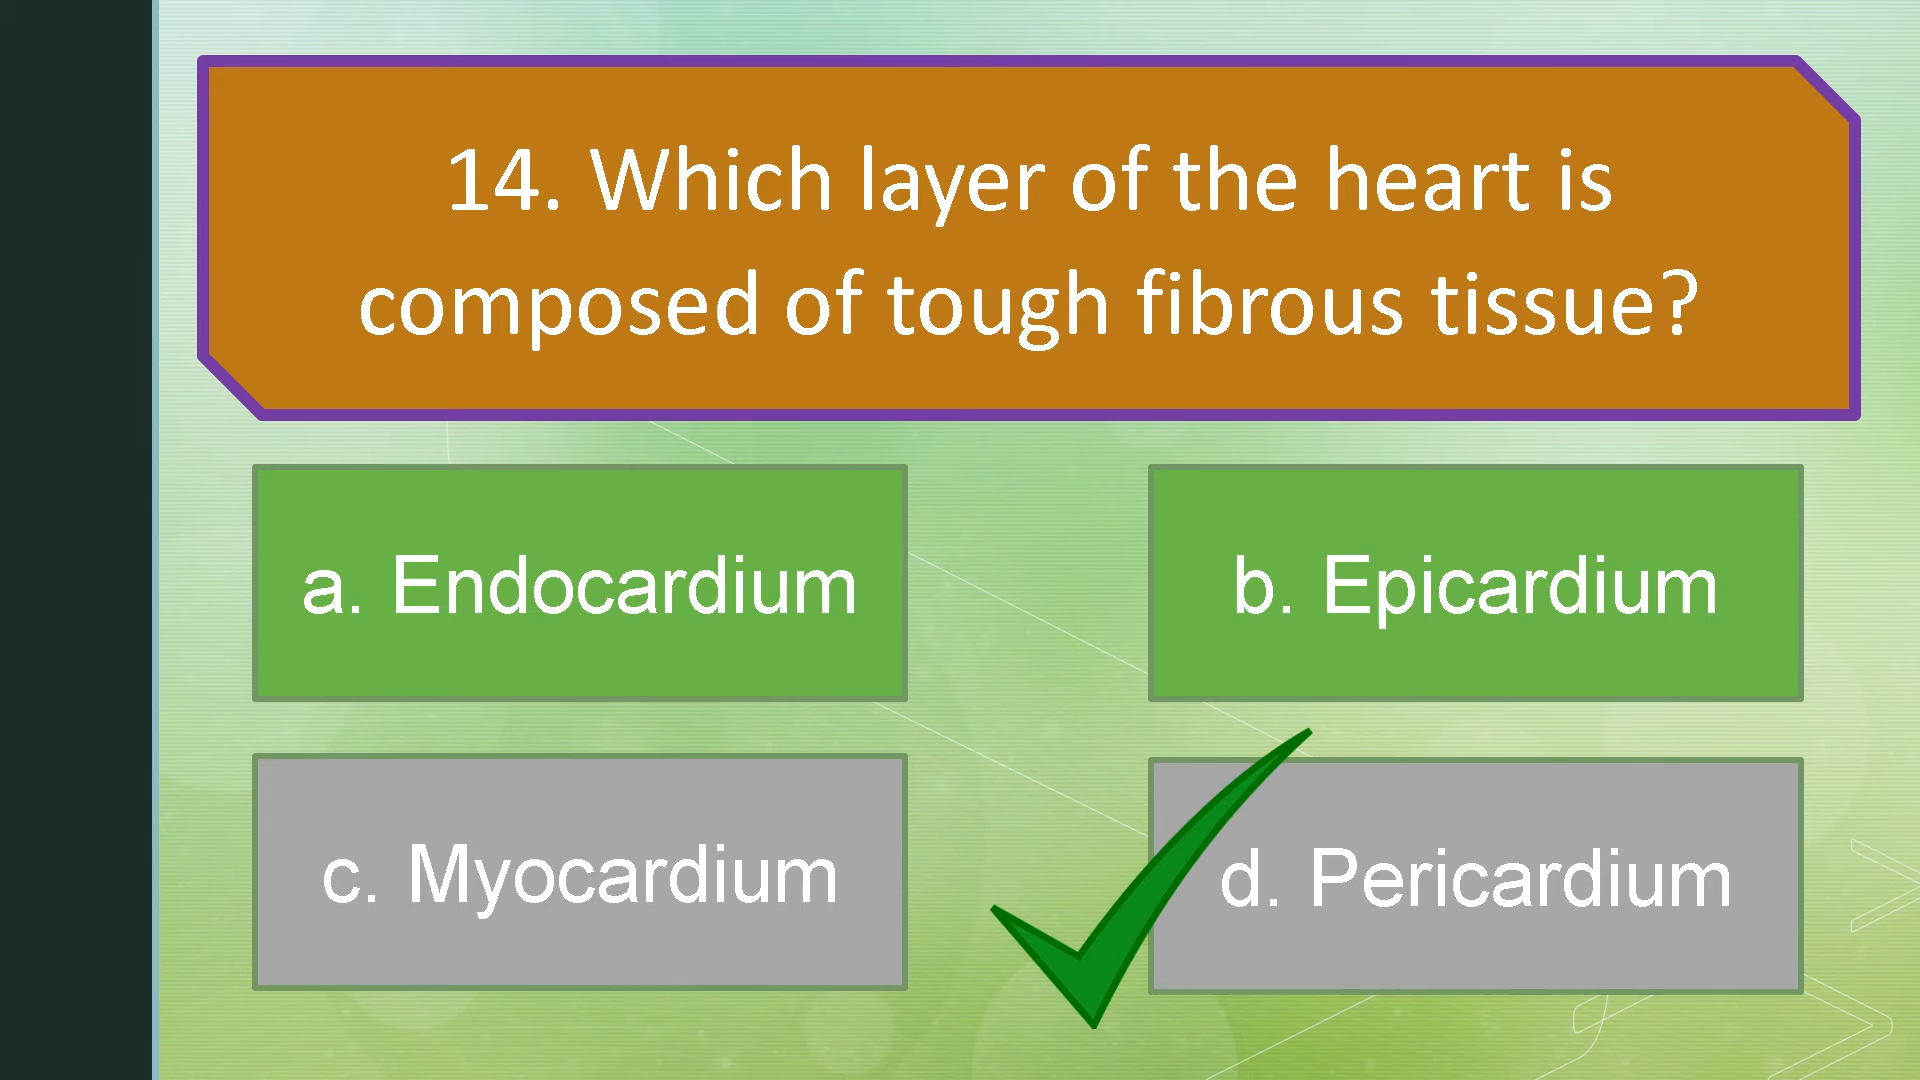 14. Which layer of the heart is
composed of tough fibrous tissue?
a. Endocardium
b. Epicardium
c. Myocardium
d. Pericardium